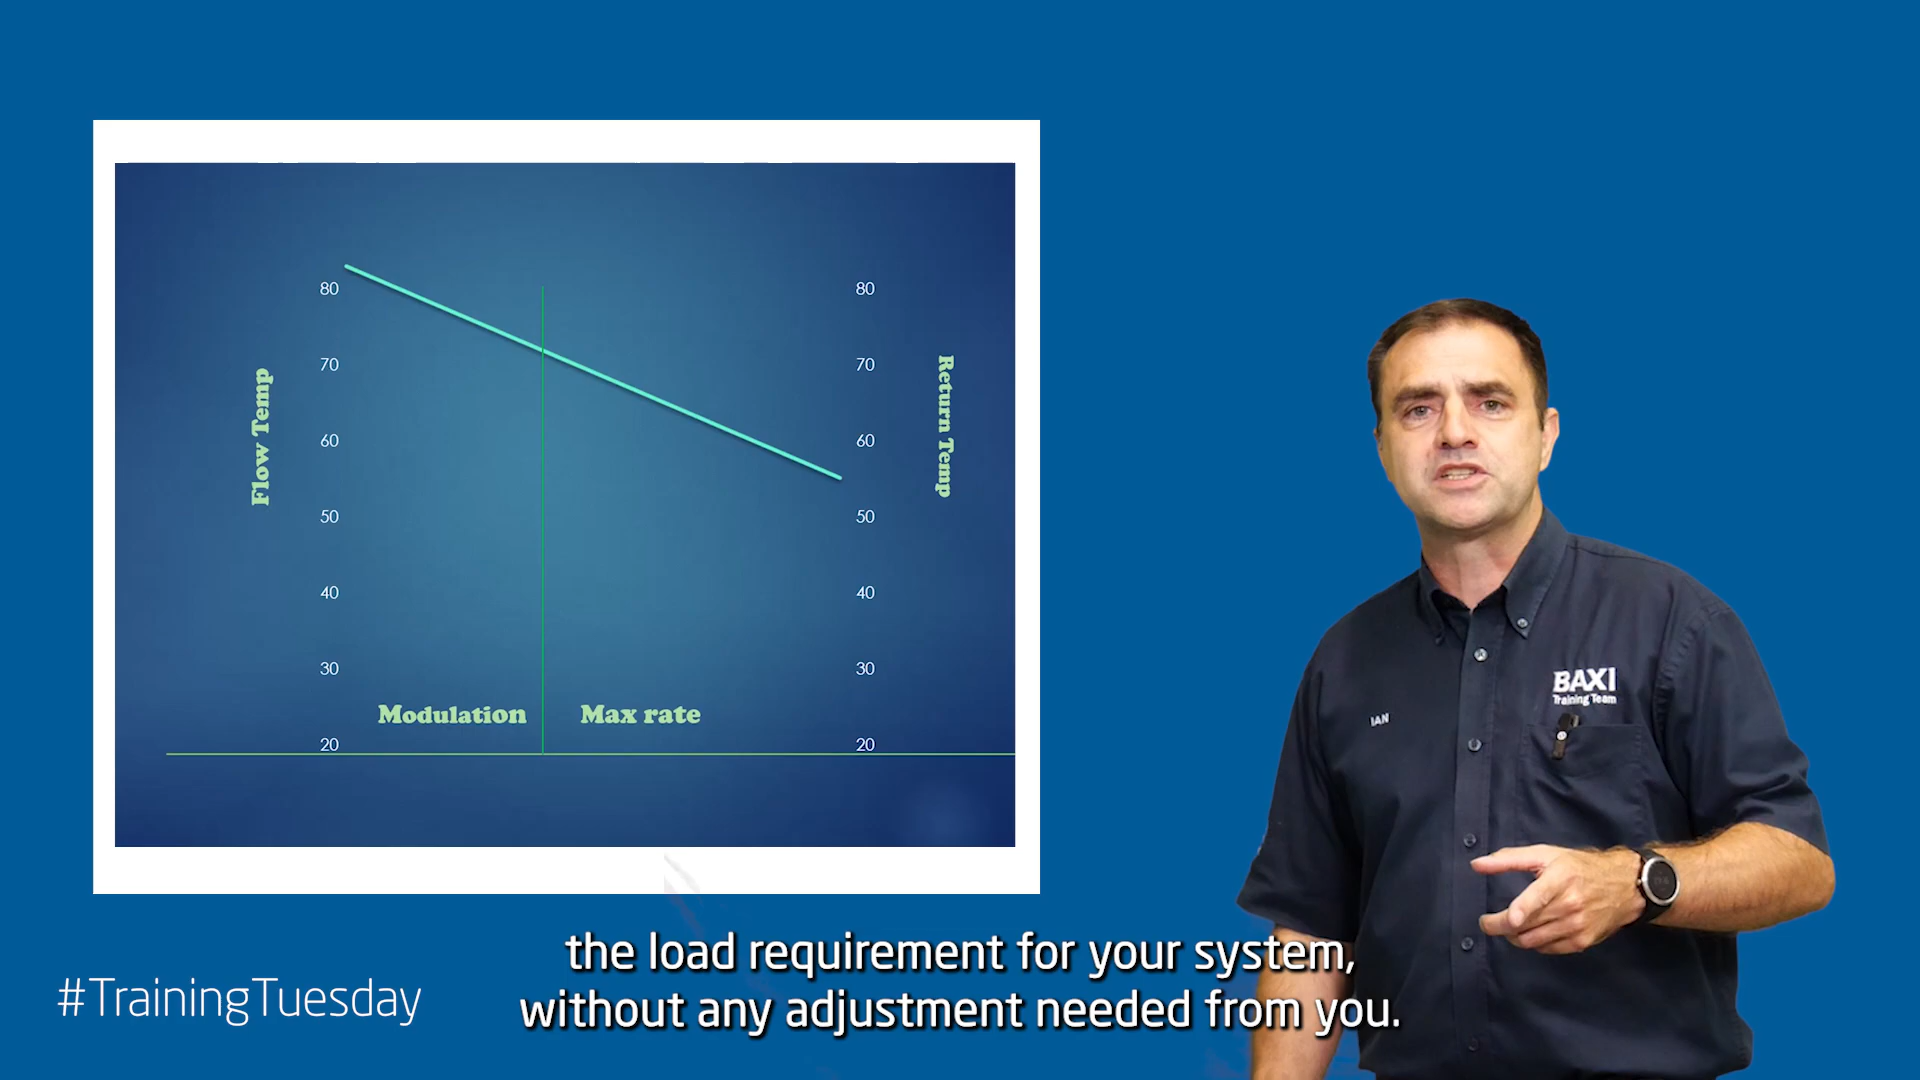 80
70
60
50
40
30
20
Flow Temp
Modulation
Max rate
80
70
60
50
40
30
20
Return Temp
BAXI
Training Team
IAN
the load requirement for your system,
without any adjustment needed from you.
#TrainingTuesday